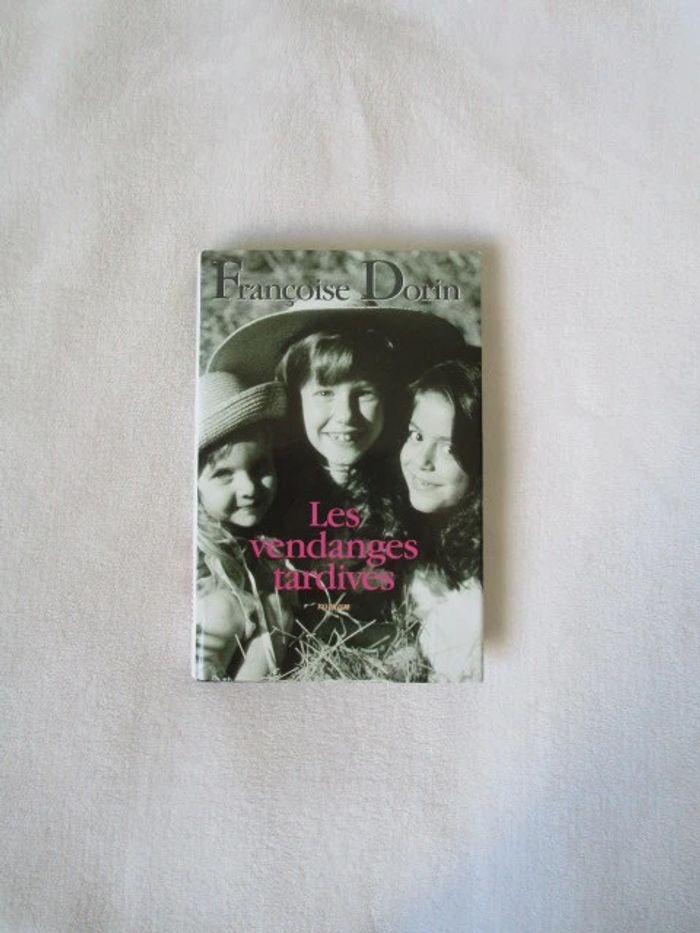 Françoise Dorin
Les
vendanges
tardives